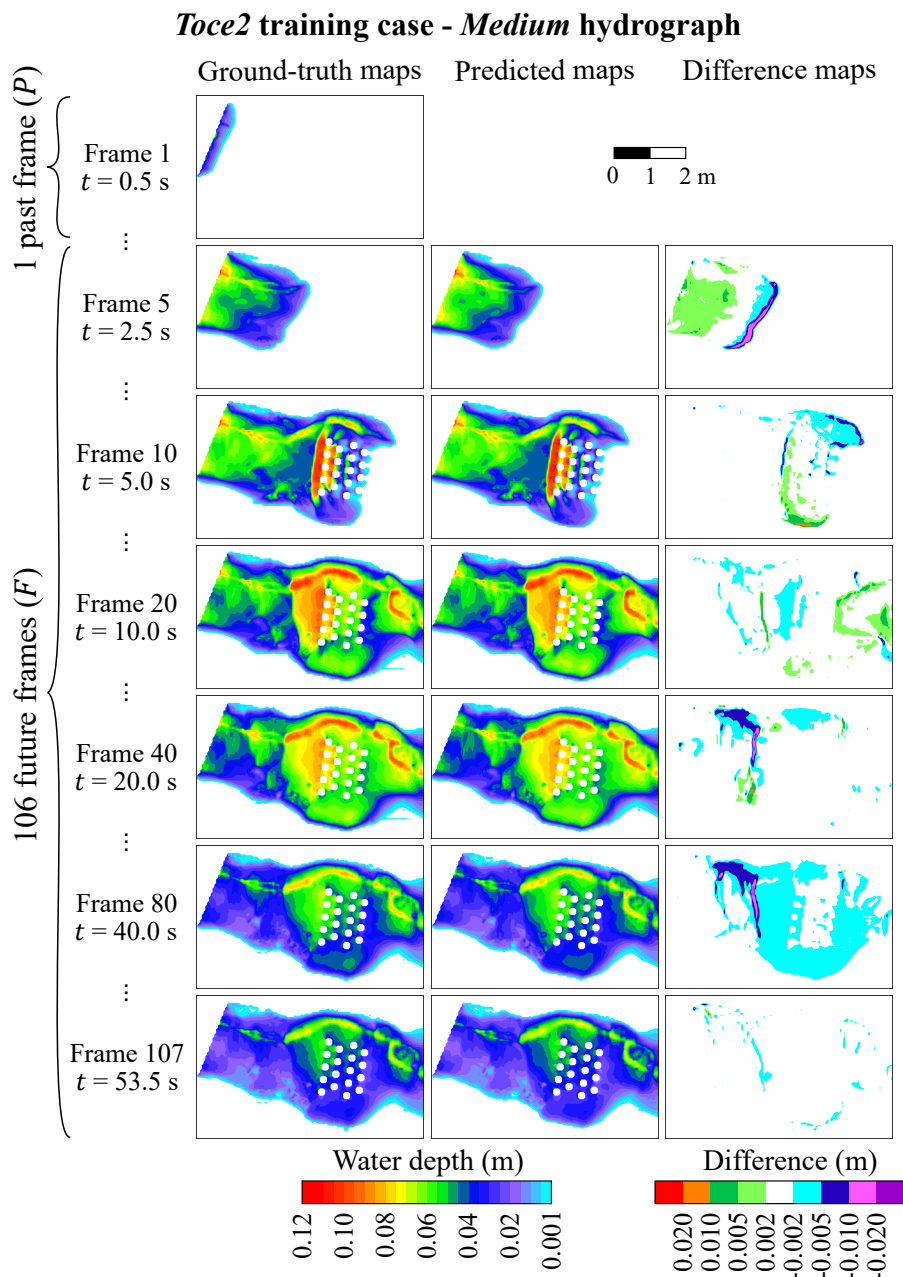 Toce2 training case - Medium hydrograph
Ground-truth maps Predicted maps Difference maps
1 past frame (P)
Frame 1
t = 0.5 s
0 1 2 m
...
106 future frames (F)
Frame 5
t = 2.5 s
...
Frame 10
t = 5.0 s
...
Frame 20
t = 10.0 s
...
Frame 40
t = 20.0 s
...
Frame 80
t = 40.0 s
...
Frame 107
t = 53.5 s
Water depth (m)
0.12 0.10 0.08 0.06 0.04 0.02 0.001
Difference (m)
0.020 0.010 0.005 0.002 -0.002 -0.005 -0.010 -0.020